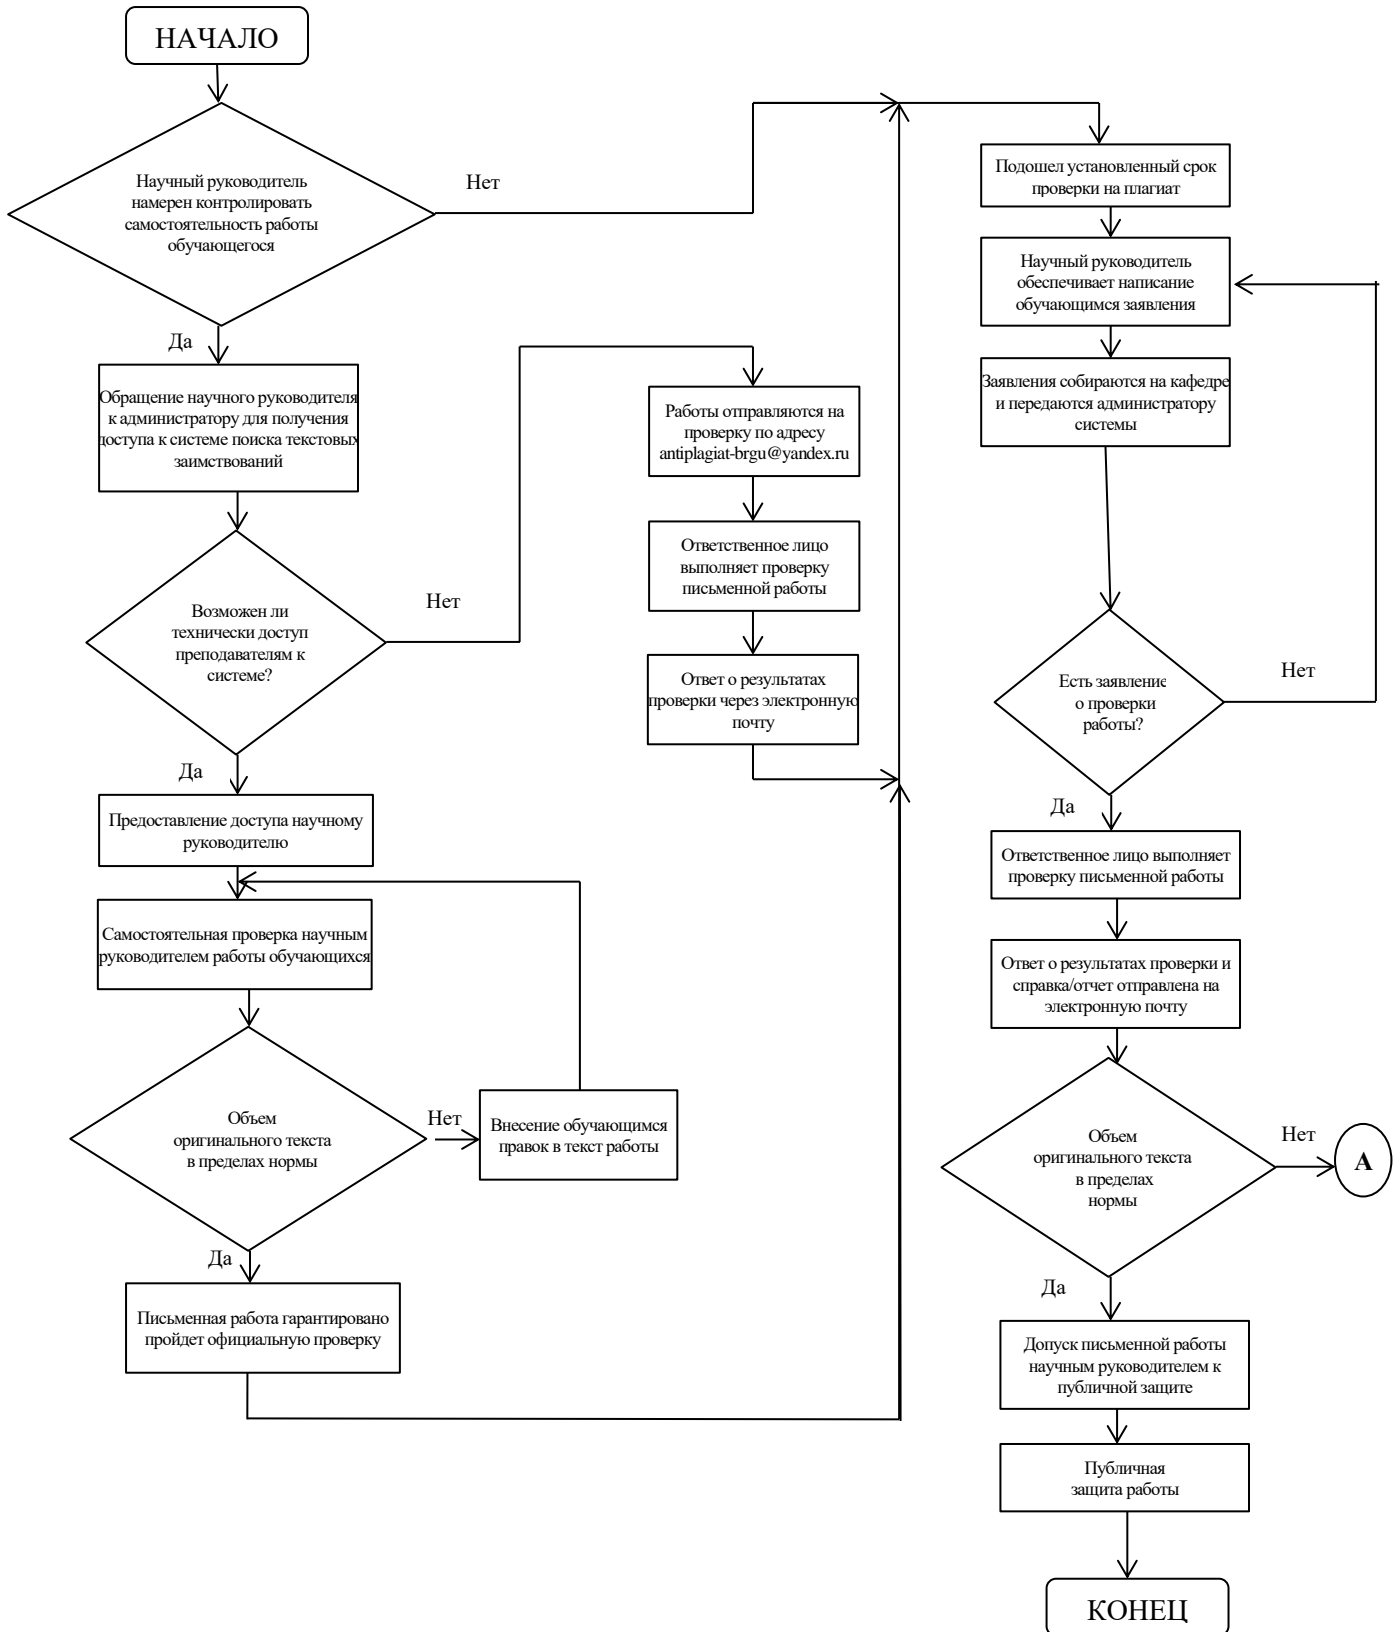 НАЧАЛО
Научный руководитель
намерен контролировать
самостоятельность работы
обучающегося
Нет
Да
Обращение научного руководителя
к администратору для получения
доступа к системе поиска текстовых
заимствований
Возможен ли
технически доступ
преподавателям к
системе?
Нет
Да
Работы отправляются на
проверку по адресу
antiplagiat-brgu@yandex.ru
Ответственное лицо
выполняет проверку
письменной работы
Ответ о результатах
проверки через электронную
почту
Предоставление доступа научному
руководителю
Самостоятельная проверка научным
руководителем работы обучающихся
Объем
оригинального текста
в пределах нормы
Нет
Внесение обучающимся
правок в текст работы
Да
Письменная работа гарантировано
пройдет официальную проверку
Подошел установленный срок
проверки на плагиат
Научный руководитель
обеспечивает написание
обучающимся заявления
Заявления собираются на кафедре
и передаются администратору
системы
Есть заявление
о проверки
работы?
Нет
Да
Ответственное лицо выполняет
проверку письменной работы
Ответ о результатах проверки и
справка/отчет отправлена на
электронную почту
Объем
оригинального текста
в пределах
нормы
Нет
А
Да
Допуск письменной работы
научным руководителем к
публичной защите
Публичная
защита работы
КОНЕЦ